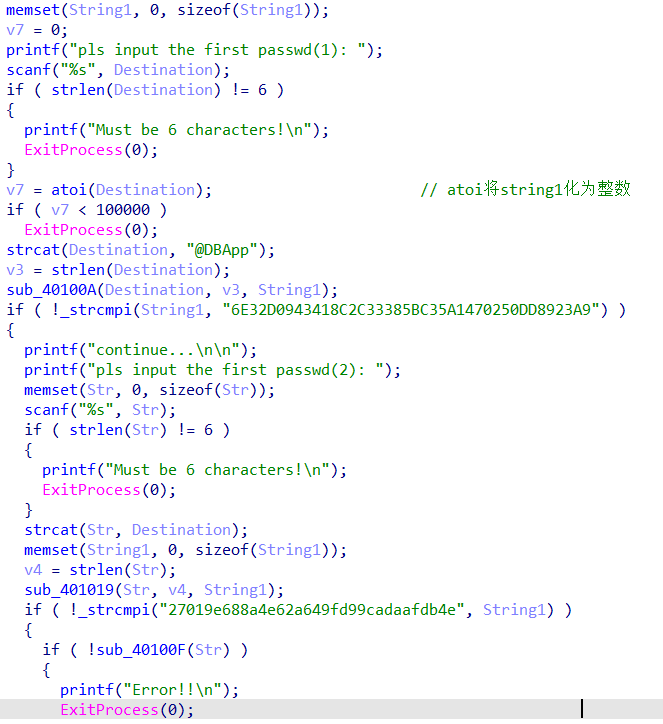 memset(String1, 0, sizeof(String1));
v7 = 0;
printf("pls input the first passwd(1): ");
scanf("%s", Destination);
if ( strlen(Destination) != 6 )
{
printf("Must be 6 characters!\n");
ExitProcess(0);
}
v7 = atoi(Destination); // atoi将string1化为整数
if ( v7 < 100000 )
ExitProcess(0);
strcat(Destination, "@DBApp");
v3 = strlen(Destination);
sub_40100A(Destination, v3, String1);
if ( !_strcmpi(String1, "6E32D0943418C2C33385BC35A1470250DD8923A9") )
{
printf("continue...\n\n");
printf("pls input the first passwd(2): ");
memset(Str, 0, sizeof(Str));
scanf("%s", Str);
if ( strlen(Str) != 6 )
{
printf("Must be 6 characters!\n");
ExitProcess(0);
}
strcat(Str, Destination);
memset(String1, 0, sizeof(String1));
v4 = strlen(Str);
sub_401019(Str, v4, String1);
if ( !_strcmpi("27019e688a4e62a649fd99cadaafdb4e", String1) )
{
if ( !sub_40100F(Str) )
{
printf("Error!!\n");
ExitProcess(0);